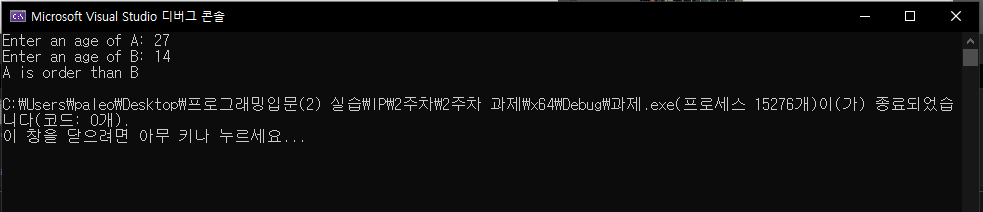 Microsoft Visual Studio 디버그 콘솔
Enter an age of A: 27
Enter an age of B: 14
A is order than B
C:₩Users₩paleo₩Desktop₩프로그래밍입문(2) 실습₩IP₩2주차₩2주차 과제₩x64₩Debug₩과제.exe(프로세스 15276개)이(가) 종료되었습
니다(코드: 0개).
이 창을 닫으려면 아무 키나 누르세요...